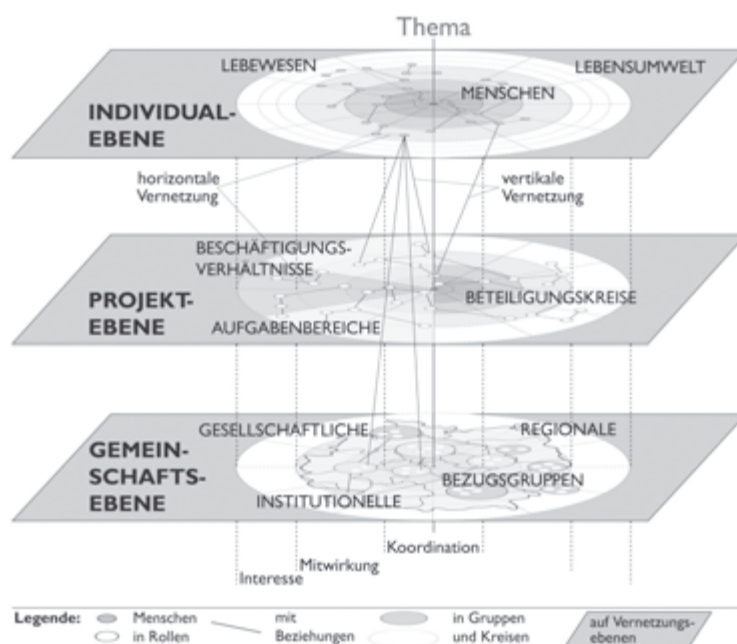 Thema
LEBEWESEN
LEBENSUMWELT
MENSCHEN
INDIVIDUAL-
EBENE
horizontale
Vernetzung
vertikale
Vernetzung
BESCHÄFTIGUNGS-
VERHÄLTNISSE
PROJEKT-
EBENE
BETEILIGUNGSKREISE
AUFGABENBEREICHE
GESELLSCHAFTLICHE
REGIONALE
GEMEIN-
SCHAFTS-
EBENE
BEZUGSGRUPPEN
INSTITUTIONELLE
Koordination
Mitwirkung
Interesse
Legende: Menschen mit in Gruppen auf Vernetzungs-
in Rollen Beziehungen und Kreisen ebenen